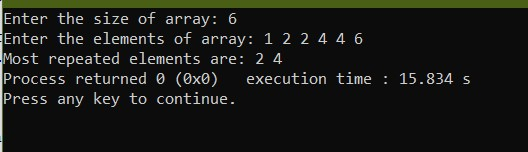 Enter the size of array: 6
Enter the elements of array: 1 2 2 4 4 6
Most repeated elements are: 2 4
Process returned 0 (0x0)   execution time : 15.834 s
Press any key to continue.